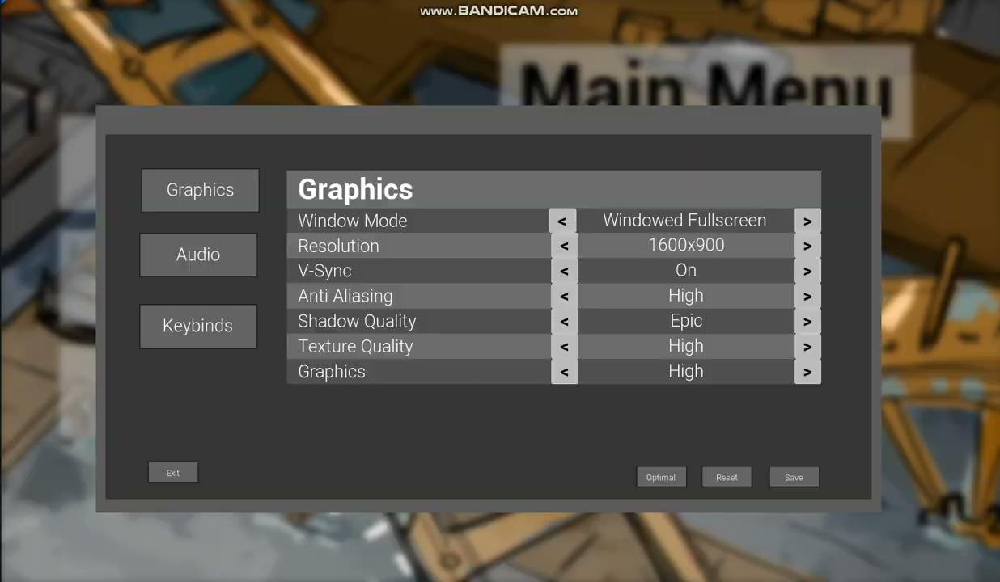 www.BANDICAM.com
Main Menu
Graphics
Audio
Keybinds
Graphics
Window Mode < Windowed Fullscreen >
Resolution < 1600x900 >
V-Sync < On >
Anti Aliasing < High >
Shadow Quality < Epic >
Texture Quality < High >
Graphics < High >
Exit
Optimal
Reset
Save